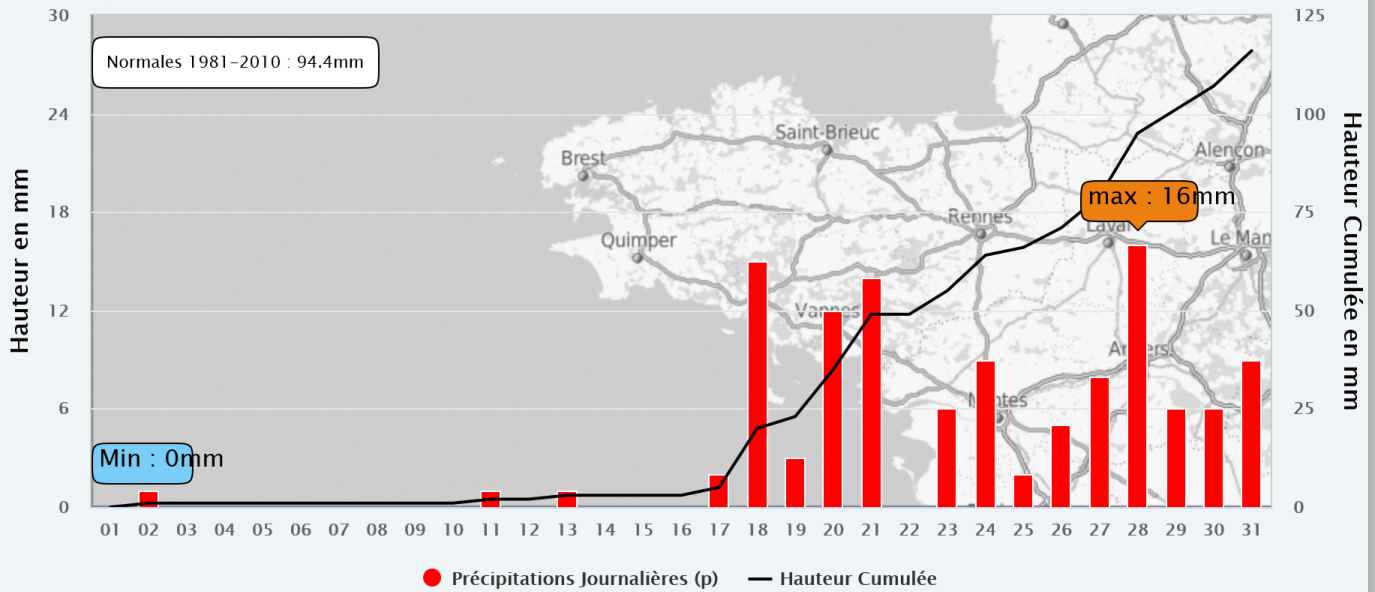 30
125
Normales 1981-2010 : 94.4mm
24
100
Saint-Brieuc
Brest
Alençon
18
75
max : 16mm
Rennes
Laval
Le Man
Quimper
12
50
Vannes
Angers
6
25
Nantes
Min : 0mm
0
0
01 02 03 04 05 06 07 08 09 10 11 12 13 14 15 16 17 18 19 20 21 22 23 24 25 26 27 28 29 30 31
Hauteur en mm
Hauteur Cumulée en mm
Précipitations Journalières (p)
Hauteur Cumulée